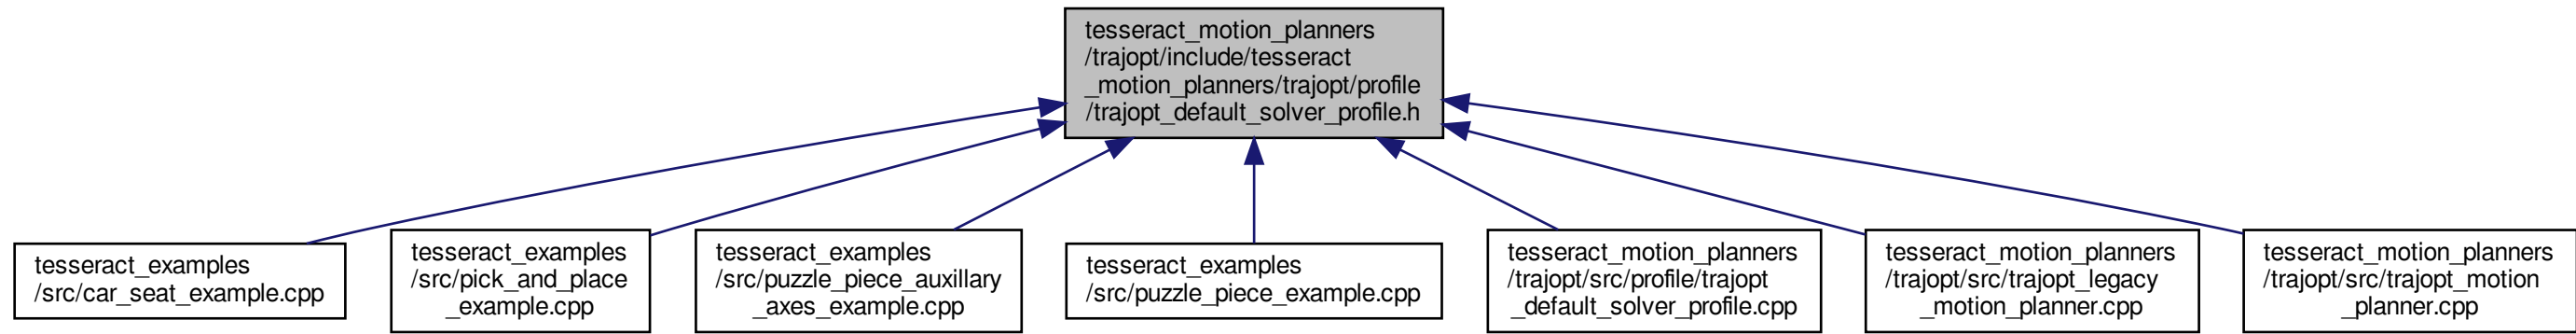 tesseract_motion_planners
/trajopt/include/tesseract
_motion_planners/trajopt/profile
/trajopt_default_solver_profile.h
tesseract_examples
/src/car_seat_example.cpp
tesseract_examples
/src/pick_and_place
_example.cpp
tesseract_examples
/src/puzzle_piece_auxillary
_axes_example.cpp
tesseract_examples
/src/puzzle_piece_example.cpp
tesseract_motion_planners
/trajopt/src/profile/trajopt
_default_solver_profile.cpp
tesseract_motion_planners
/trajopt/src/trajopt_legacy
_motion_planner.cpp
tesseract_motion_planners
/trajopt/src/trajopt_motion
_planner.cpp